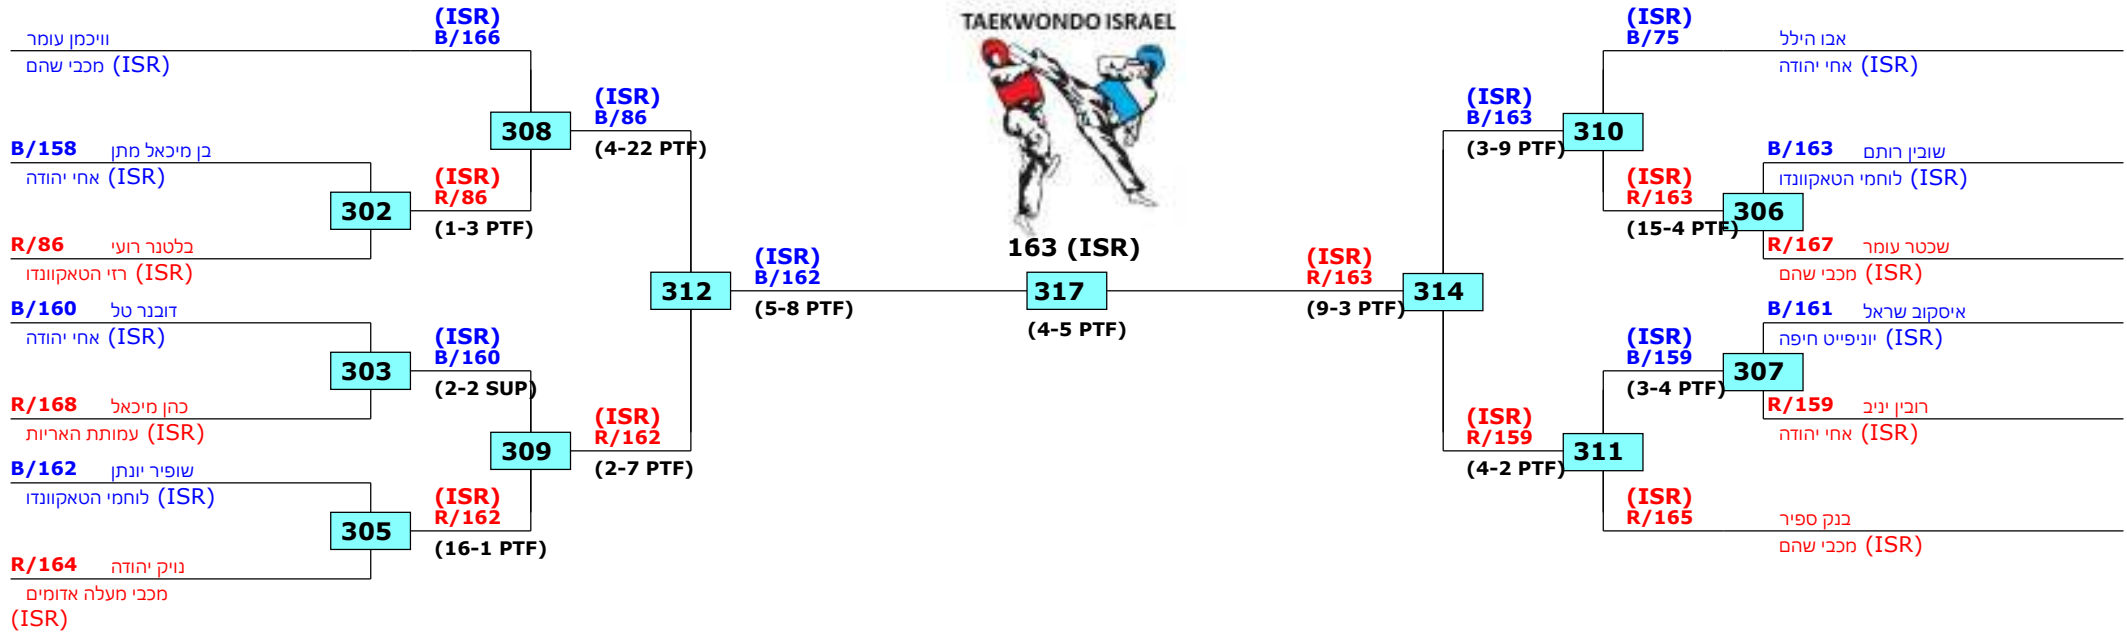 TAEKWONDO ISRAEL
(ISR)
B/166
וויכמן עומר
מכבי שהם (ISR)
308
(ISR)
B/86
(4-22 PTF)
B/158 בן מיכאל מתן
אחי יהודה (ISR)
302
(ISR)
R/86
(1-3 PTF)
R/86 בלטנר רועי
רזי הטאקוונדו (ISR)
312
(ISR)
B/162
(5-8 PTF)
B/160 דובנר טל
אחי יהודה (ISR)
303
(ISR)
B/160
(2-2 SUP)
R/168 כהן מיכאל
עמותת האריות (ISR)
309
(ISR)
R/162
(2-7 PTF)
B/162 שופיר יונתן
לוחמי הטאקוונדו (ISR)
305
(ISR)
R/162
(16-1 PTF)
R/164 נויק יהודה
מכבי מעלה אדומים
(ISR)
163 (ISR)
317
(4-5 PTF)
(ISR)
R/163
(9-3 PTF)
314
(ISR)
B/163
(3-9 PTF)
310
(ISR)
B/75
אבו הילל
אחי יהודה (ISR)
(ISR)
R/163
(15-4 PTF)
306
B/163 שובין רותם
לוחמי הטאקוונדו (ISR)
R/167 שכטר עומר
מכבי שהם (ISR)
B/161 איסקוב שראל
יוניפייט חיפה (ISR)
(ISR)
B/159
(3-4 PTF)
307
R/159 רובין יניב
אחי יהודה (ISR)
(ISR)
R/159
(4-2 PTF)
311
(ISR)
R/165
בנק ספיר
מכבי שהם (ISR)